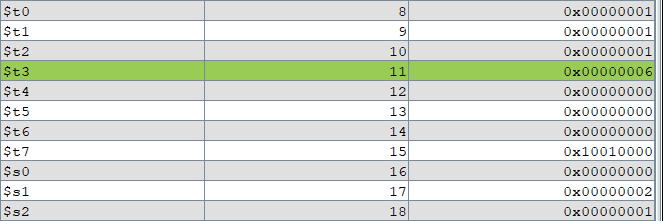 $t0 8 0x00000001
$t1 9 0x00000001
$t2 10 0x00000001
$t3 11 0x00000006
$t4 12 0x00000000
$t5 13 0x00000000
$t6 14 0x00000000
$t7 15 0x10010000
$s0 16 0x00000000
$s1 17 0x00000002
$s2 18 0x00000001